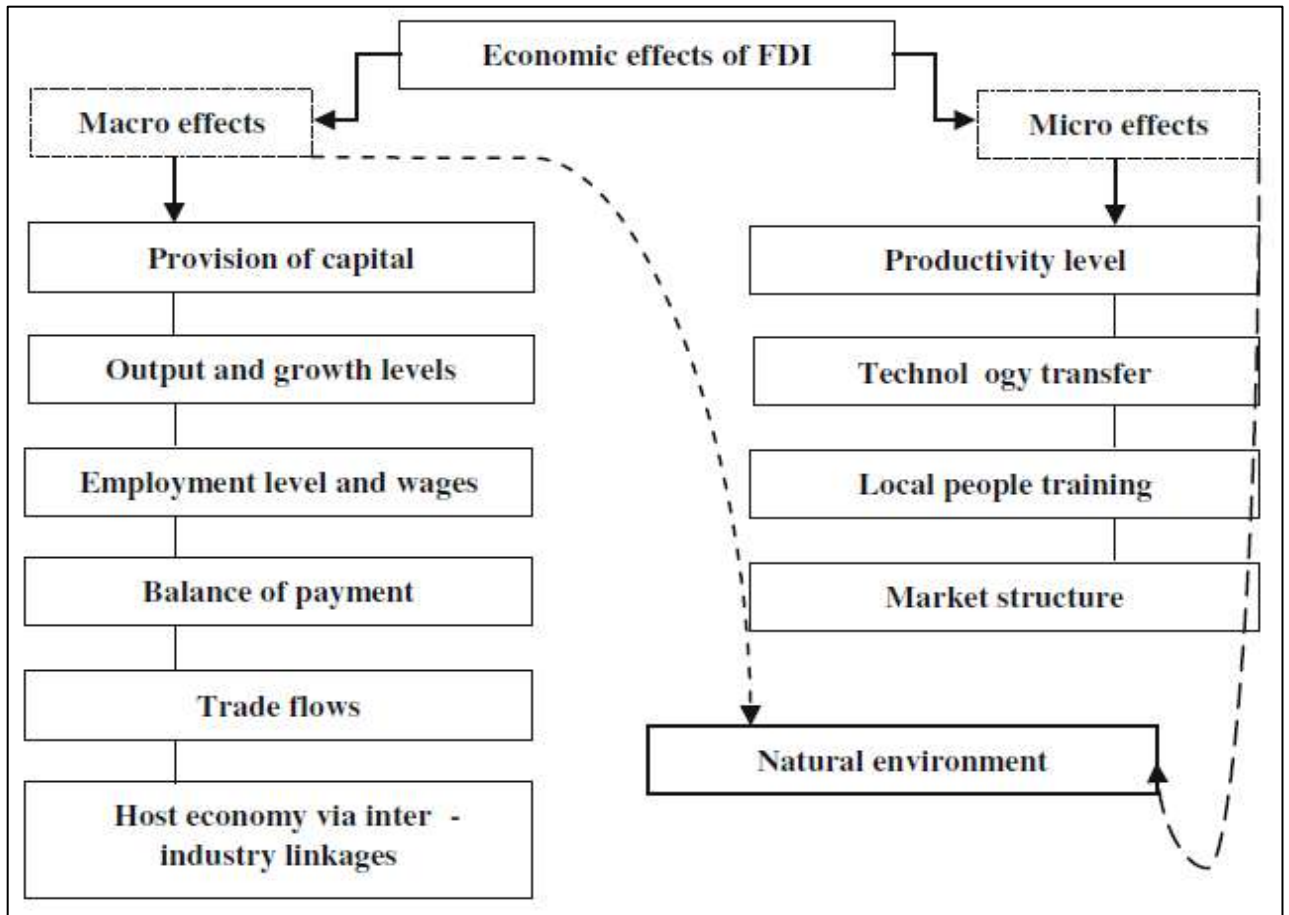 Economic effects of FDI
Macro effects
Micro effects
Provision of capital
Output and growth levels
Employment level and wages
Balance of payment
Trade flows
Host economy via inter -
industry linkages
Productivity level
Technol ogy transfer
Local people training
Market structure
Natural environment